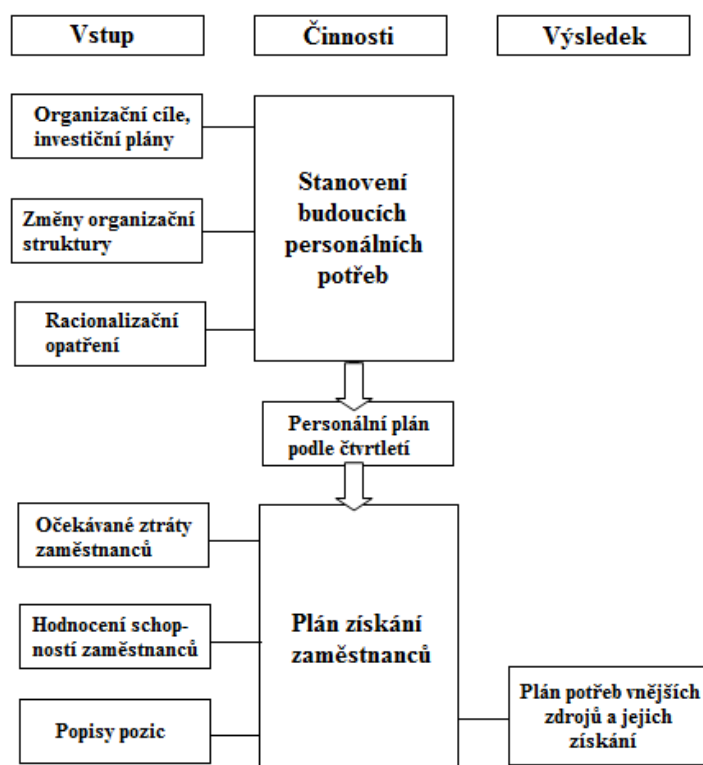 Vstup
Činnosti
Výsledek
Organizační cíle,
investiční plány
Změny organizační
struktury
Racionalizační
opatření
Stanovení
budoucích
personálních
potřeb
Personální plán
podle čtvrtletí
Očekávané ztráty
zaměstnanců
Hodnocení schop-
ností zaměstnanců
Popisy pozic
Plán získání
zaměstnanců
Plán potřeb vnějších
zdrojů a jejich
získání